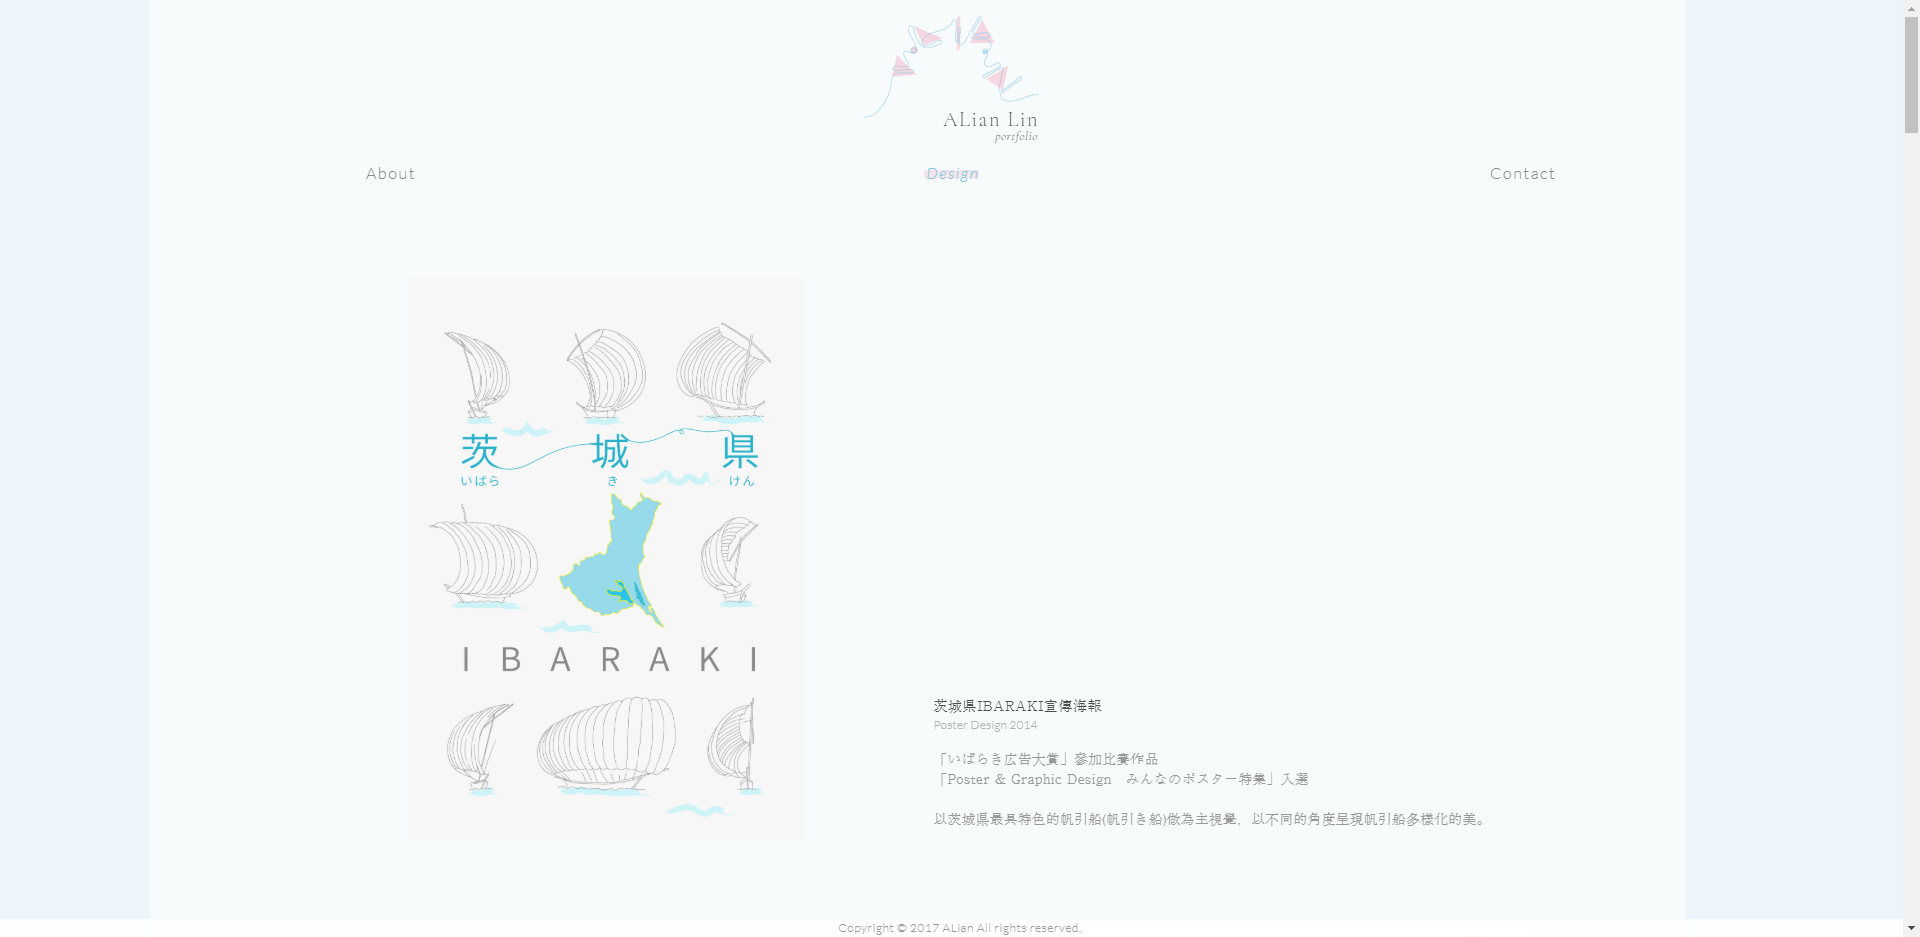 ALian Lin
portfolio
About
Design
Contact
茨 城 県
いばら き けん
IBARAKI
茨城県IBARAKI宣傳海報
Poster Design 2014
「いばらき広告大賞」參加比賽作品
「Poster & Graphic Design　みんなのポスター特集」入選
以茨城県最具特色的帆引船(帆引き船)做為主視覺，以不同的角度呈現帆引船多樣化的美。
Copyright © 2017 ALian All rights reserved.